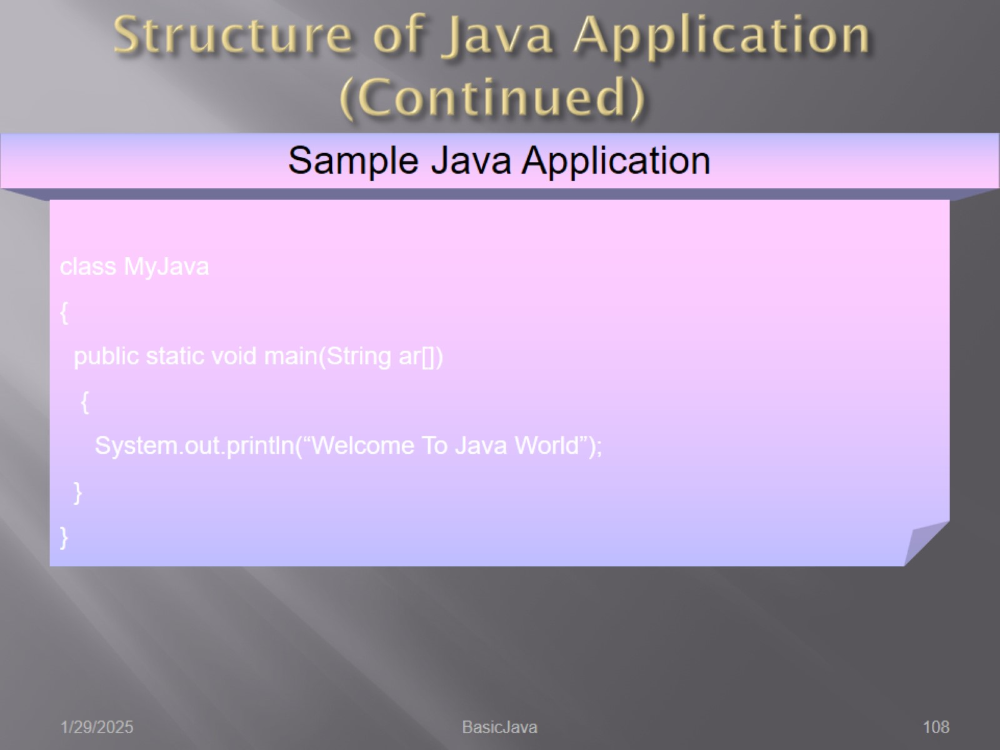 Structure of Java Application
(Continued)
Sample Java Application
class MyJava
{
public static void main(String ar[])
{
System.out.println(“Welcome To Java World”);
}
}
1/29/2025
BasicJava
108